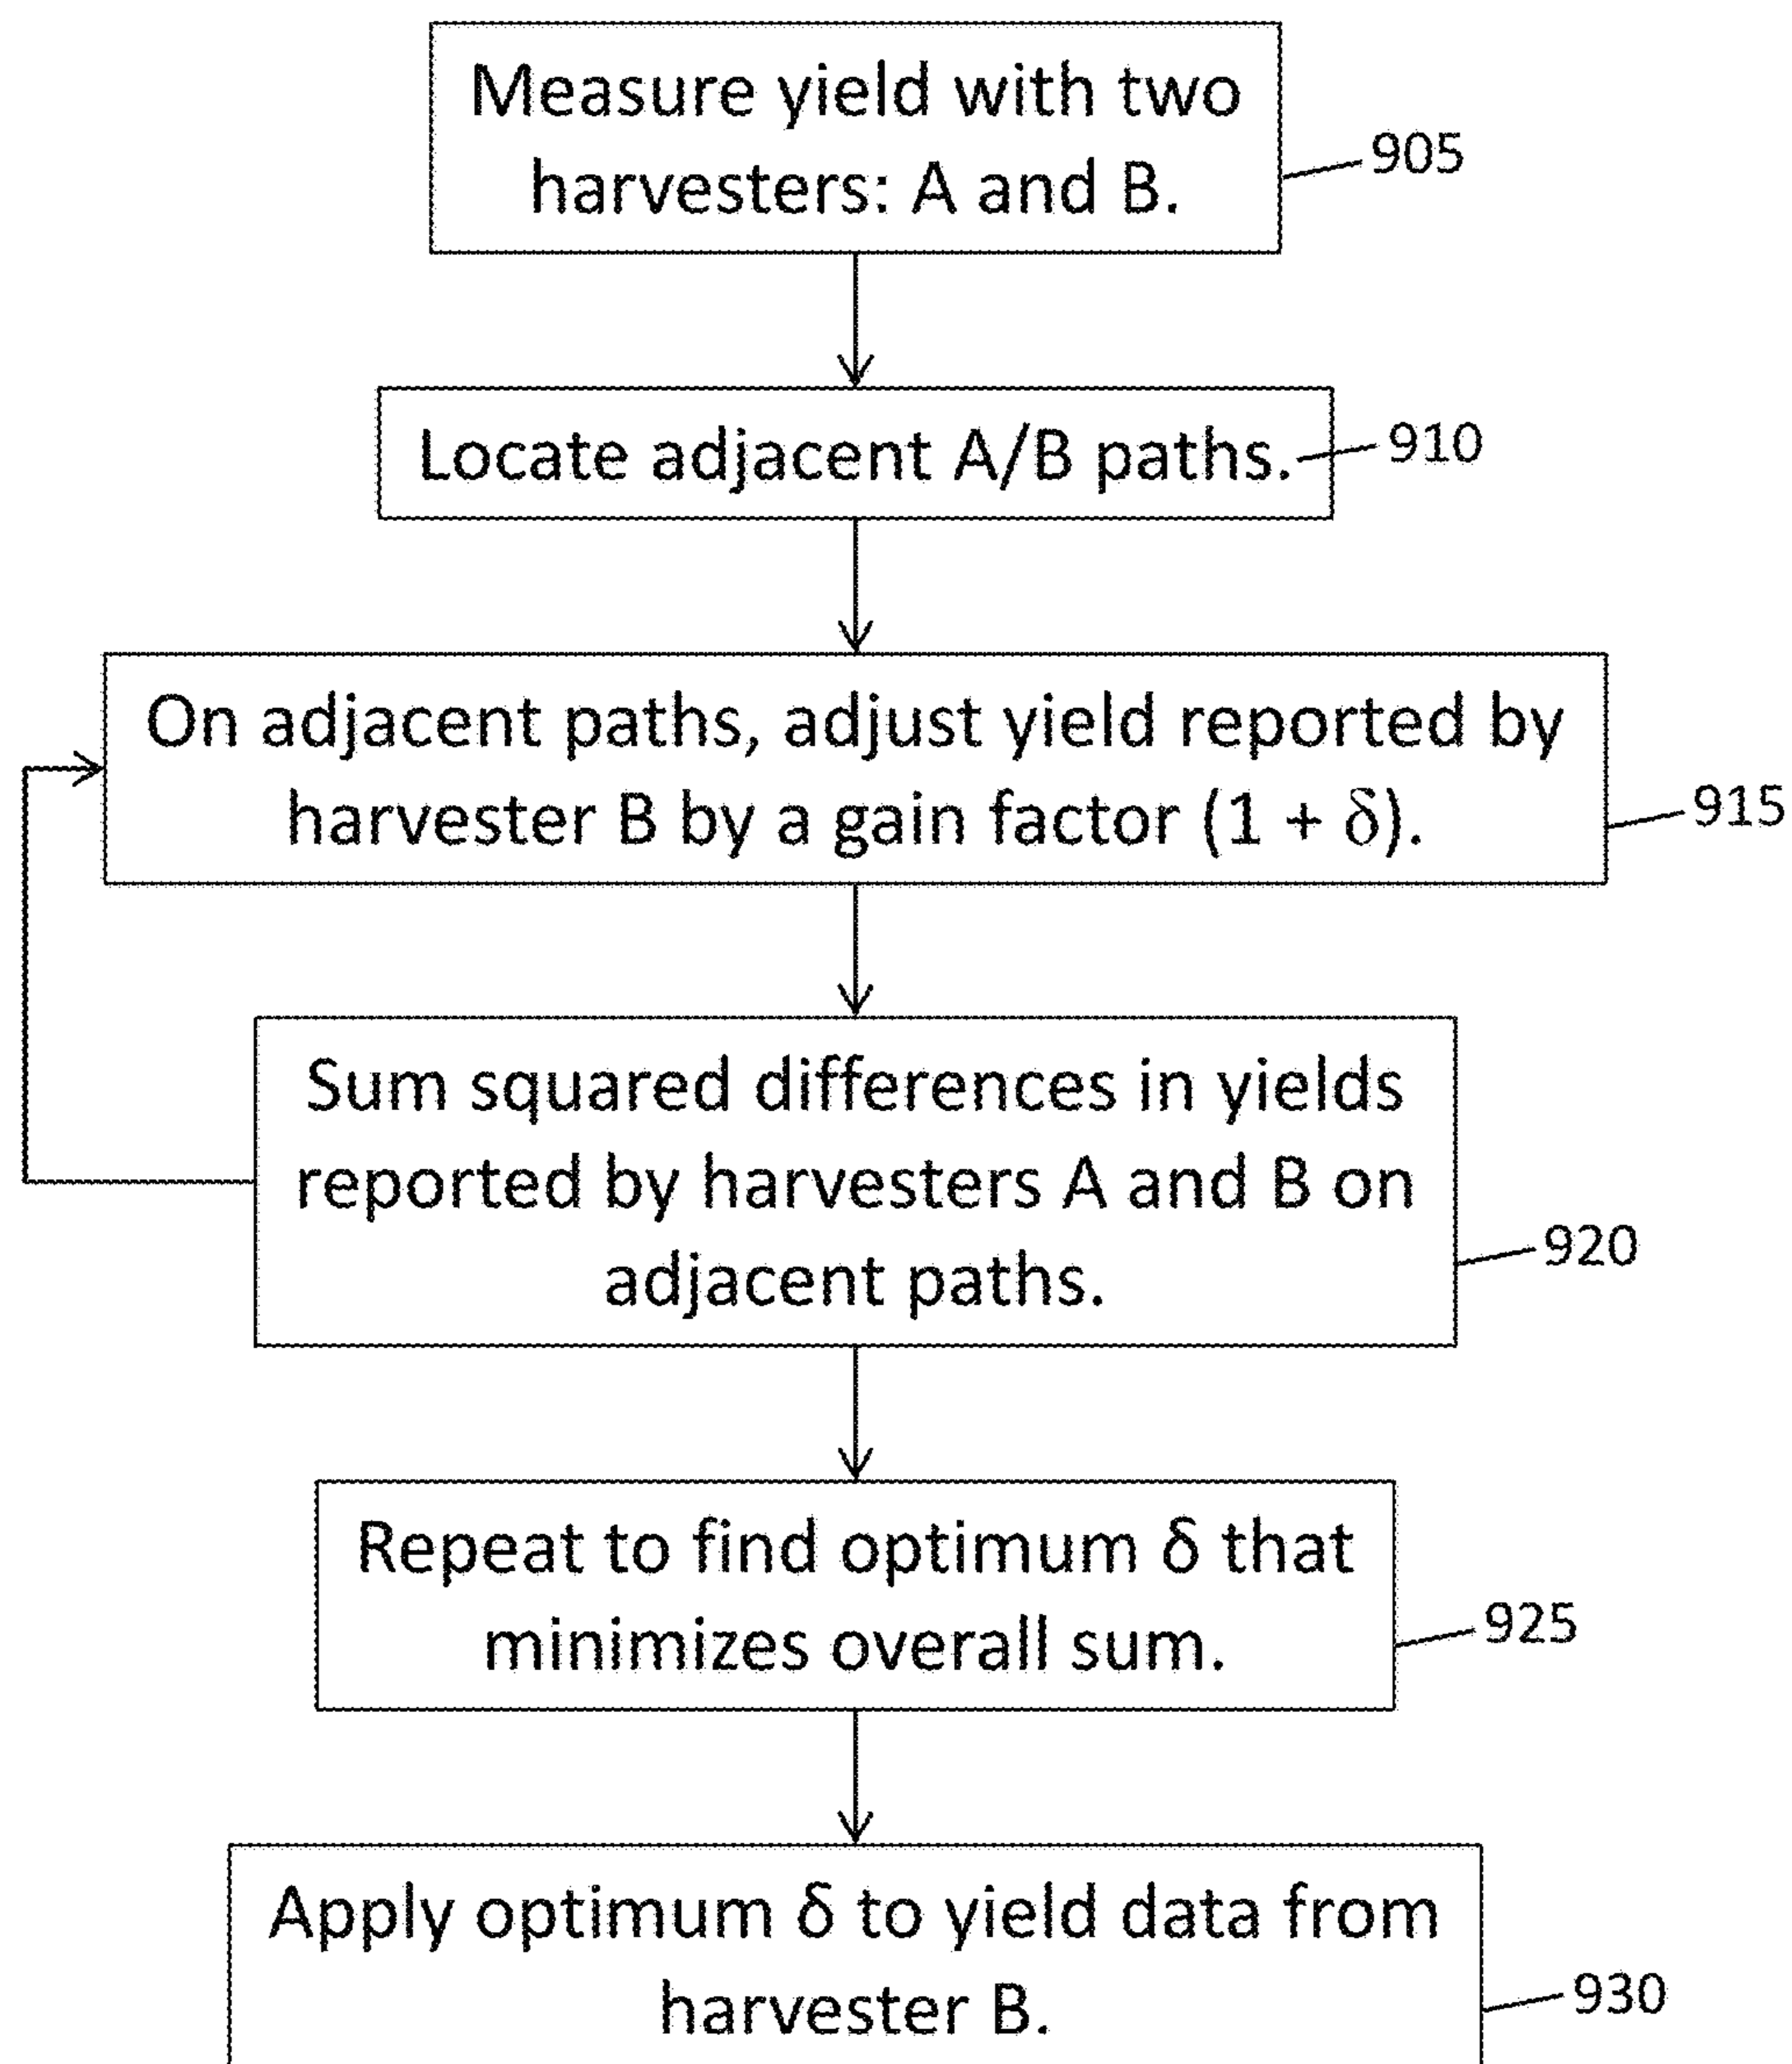 Measure yield with two
harvesters: A and B.
905
Locate adjacent A/B paths.
910
On adjacent paths, adjust yield reported by
harvester B by a gain factor (1 + δ).
915
Sum squared differences in yields
reported by harvesters A and B on
adjacent paths.
920
Repeat to find optimum δ that
minimizes overall sum.
925
Apply optimum δ to yield data from
harvester B.
930